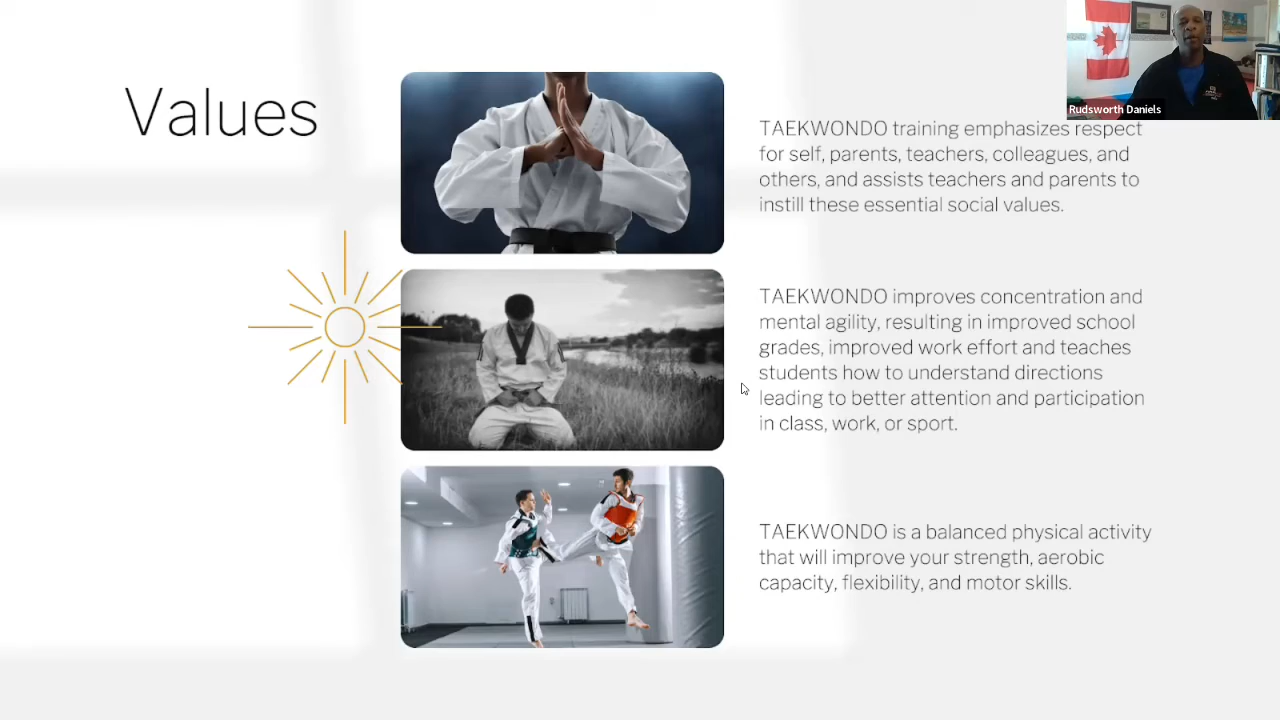 Values
Rudsworth Daniels
TAEKWONDO training emphasizes respect
for self, parents, teachers, colleagues, and
others, and assists teachers and parents to
instill these essential social values.
TAEKWONDO improves concentration and
mental agility, resulting in improved school
grades, improved work effort and teaches
students how to understand directions
leading to better attention and participation
in class, work, or sport.
TAEKWONDO is a balanced physical activity
that will improve your strength, aerobic
capacity, flexibility, and motor skills.